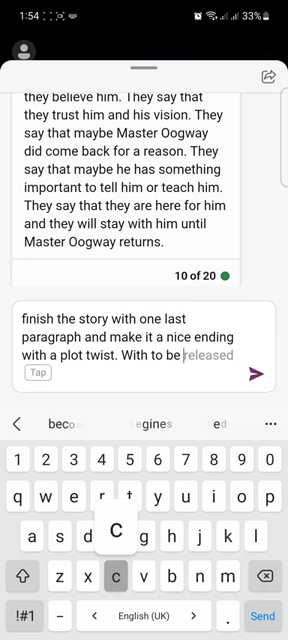 1:54
33%
they believe him. They say that
they trust him and his vision. They
say that maybe Master Oogway
did come back for a reason. They
say that maybe he has something
important to tell him or teach him.
They say that they are here for him
and they will stay with him until
Master Oogway returns.
10 of 20
finish the story with one last
paragraph and make it a nice ending
with a plot twist. With to be released
Tap
1 2 3 4 5 6 7 8 9 0
q w e r t y u i o p
a s d c g h j k l
z x c v b n m
!#1 English (UK) . Send